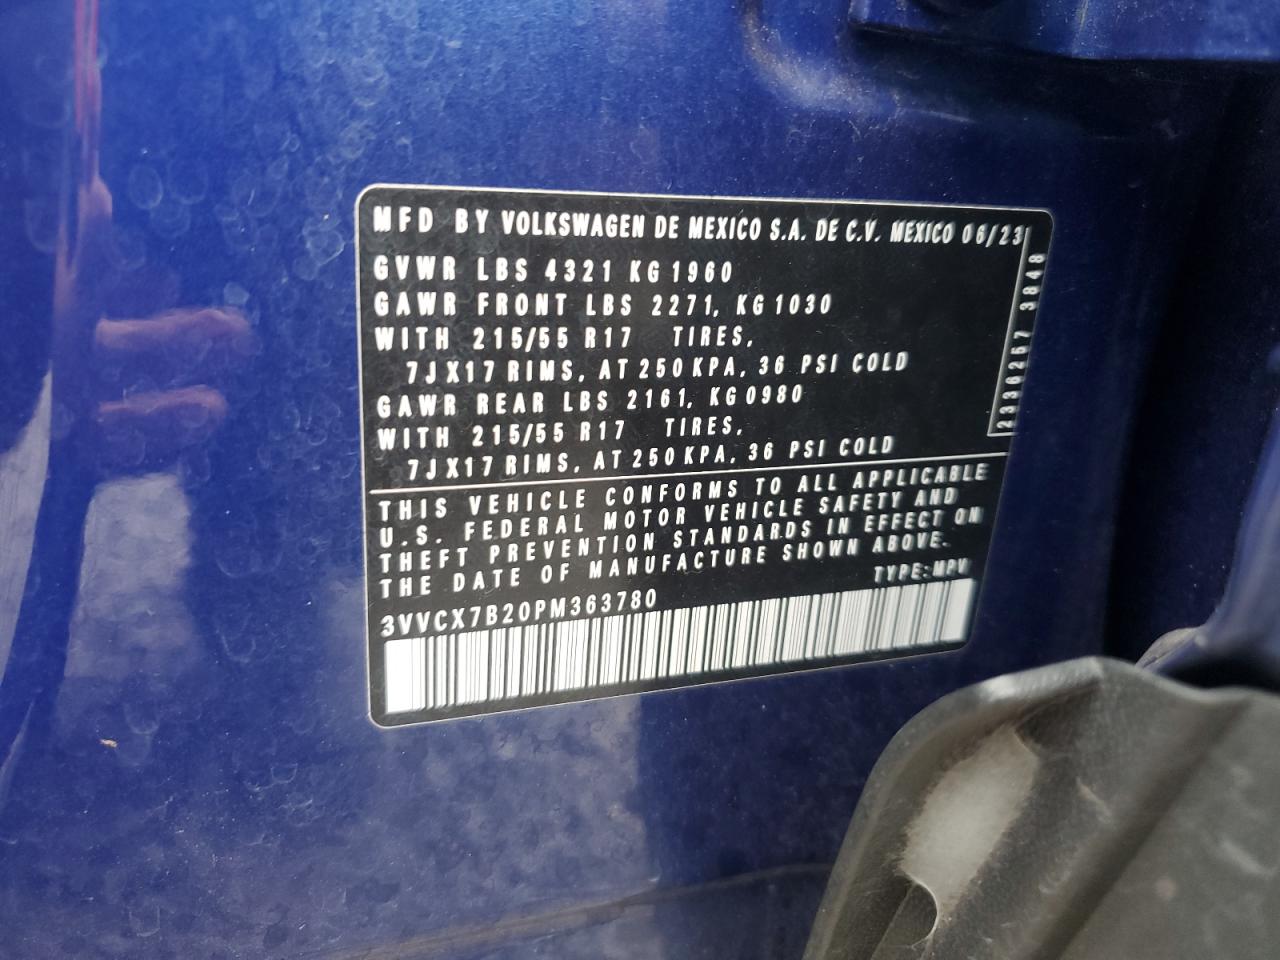 MFD BY VOLKSWAGEN DE MEXICO S.A. DE C.V. MEXICO 06/23
GVWR LBS 4321 KG 1960
GAWR FRONT LBS 2271, KG 1030
WITH 215/55 R17 TIRES,
7JX17 RIMS, AT 250 KPA, 36 PSI COLD
GAWR REAR LBS 2161, KG 0980
WITH 215/55 R17 TIRES,
7JX17 RIMS, AT 250 KPA, 36 PSI COLD
2336267 3848
THIS VEHICLE CONFORMS TO ALL APPLICABLE
U.S. FEDERAL MOTOR VEHICLE SAFETY AND
THEFT PREVENTION STANDARDS IN EFFECT ON
THE DATE OF MANUFACTURE SHOWN ABOVE.
TYPE: MPV
3VVCX7B20PM363780